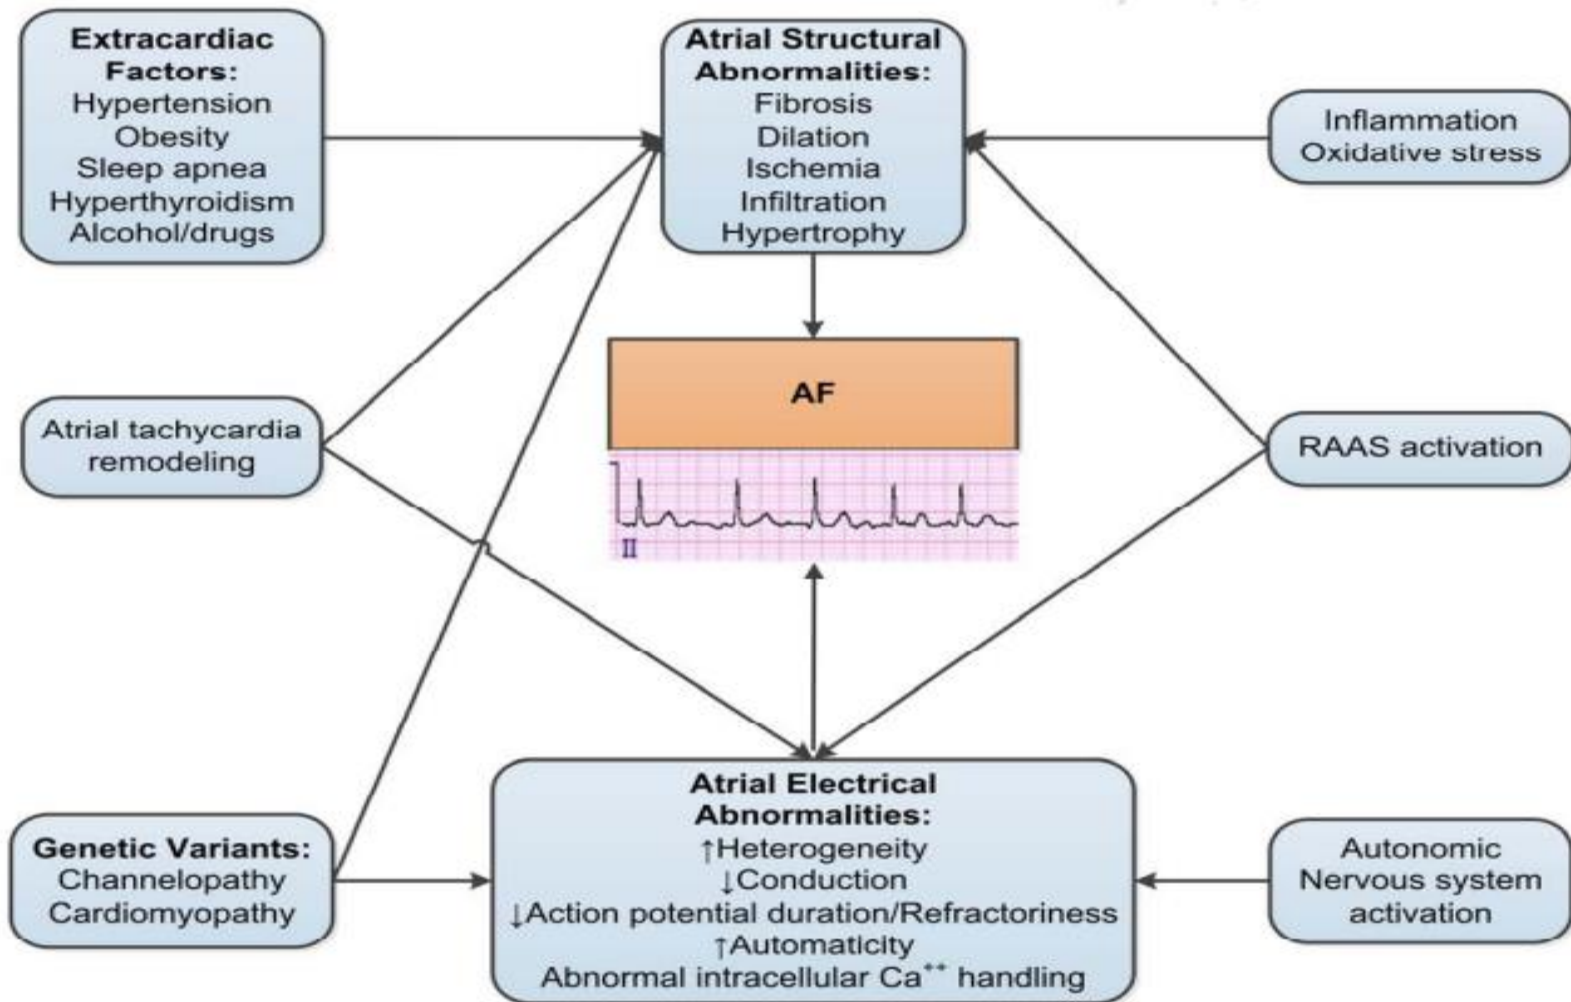 Extracardiac
Factors:
Hypertension
Obesity
Sleep apnea
Hyperthyroidism
Alcohol/drugs
Atrial Structural
Abnormalities:
Fibrosis
Dilation
Ischemia
Infiltration
Hypertrophy
Inflammation
Oxidative stress
Atrial tachycardia
remodeling
AF
II
RAAS activation
Genetic Variants:
Channelopathy
Cardiomyopathy
Atrial Electrical
Abnormalities:
↑Heterogeneity
↓Conduction
↓Action potential duration/Refractoriness
↑Automaticity
Abnormal intracellular Ca⁺⁺ handling
Autonomic
Nervous system
activation